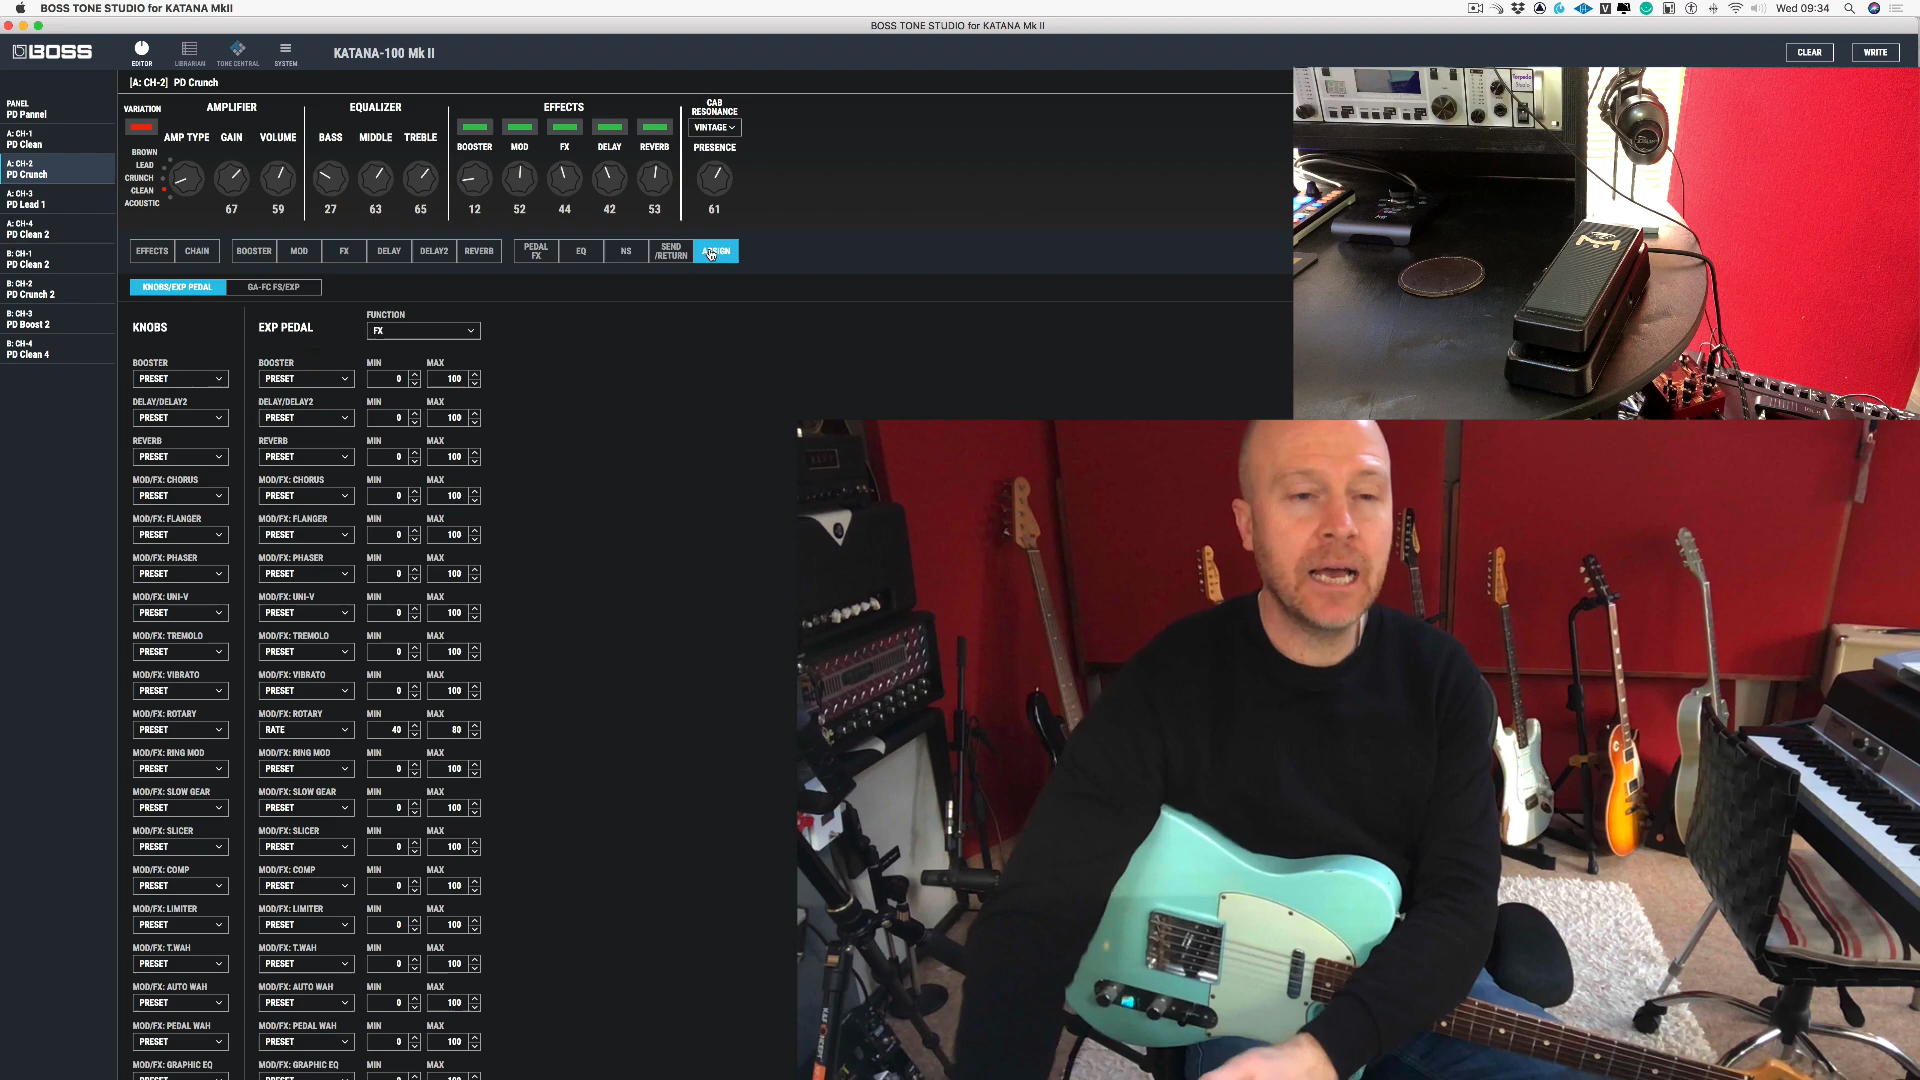 BOSS TONE STUDIO for KATANA MkII
Wed 09:34
BOSS TONE STUDIO for KATANA Mk II
BOSS
EDITOR
LIBRARIAN
TONE CENTRAL
SYSTEM
KATANA-100 Mk II
CLEAR
WRITE
[A: CH-2] PD Crunch
PANEL
PD Pannel
A: CH-1
PD Clean
A: CH-2
PD Crunch
A: CH-3
PD Lead 1
A: CH-4
PD Clean 2
B: CH-1
PD Clean 2
B: CH-2
PD Crunch 2
B: CH-3
PD Boost 2
B: CH-4
PD Clean 4
VARIATION
AMPLIFIER
AMP TYPE GAIN VOLUME
BROWN
LEAD
CRUNCH
CLEAN
ACOUSTIC
67 59
EQUALIZER
BASS MIDDLE TREBLE
27 63 65
EFFECTS
BOOSTER MOD FX DELAY REVERB
12 52 44 42 53
CAB
RESONANCE
VINTAGE
PRESENCE
61
EFFECTS CHAIN BOOSTER MOD FX DELAY DELAY2 REVERB PEDAL FX EQ NS SEND /RETURN ASSIGN
KNOBS/EXP PEDAL GA-FC FS/EXP
KNOBS EXP PEDAL
FUNCTION
FX
BOOSTER BOOSTER MIN MAX
PRESET PRESET 0 100
DELAY/DELAY2 DELAY/DELAY2 MIN MAX
PRESET PRESET 0 100
REVERB REVERB MIN MAX
PRESET PRESET 0 100
MOD/FX: CHORUS MOD/FX: CHORUS MIN MAX
PRESET PRESET 0 100
MOD/FX: FLANGER MOD/FX: FLANGER MIN MAX
PRESET PRESET 0 100
MOD/FX: PHASER MOD/FX: PHASER MIN MAX
PRESET PRESET 0 100
MOD/FX: UNI-V MOD/FX: UNI-V MIN MAX
PRESET PRESET 0 100
MOD/FX: TREMOLO MOD/FX: TREMOLO MIN MAX
PRESET PRESET 0 100
MOD/FX: VIBRATO MOD/FX: VIBRATO MIN MAX
PRESET PRESET 0 100
MOD/FX: ROTARY MOD/FX: ROTARY MIN MAX
PRESET RATE 40 80
MOD/FX: RING MOD MOD/FX: RING MOD MIN MAX
PRESET PRESET 0 100
MOD/FX: SLOW GEAR MOD/FX: SLOW GEAR MIN MAX
PRESET PRESET 0 100
MOD/FX: SLICER MOD/FX: SLICER MIN MAX
PRESET PRESET 0 100
MOD/FX: COMP MOD/FX: COMP MIN MAX
PRESET PRESET 0 100
MOD/FX: LIMITER MOD/FX: LIMITER MIN MAX
PRESET PRESET 0 100
MOD/FX: T.WAH MOD/FX: T.WAH MIN MAX
PRESET PRESET 0 100
MOD/FX: AUTO WAH MOD/FX: AUTO WAH MIN MAX
PRESET PRESET 0 100
MOD/FX: PEDAL WAH MOD/FX: PEDAL WAH MIN MAX
PRESET PRESET 0 100
MOD/FX: GRAPHIC EQ MOD/FX: GRAPHIC EQ MIN MAX
Torpedo
Studio